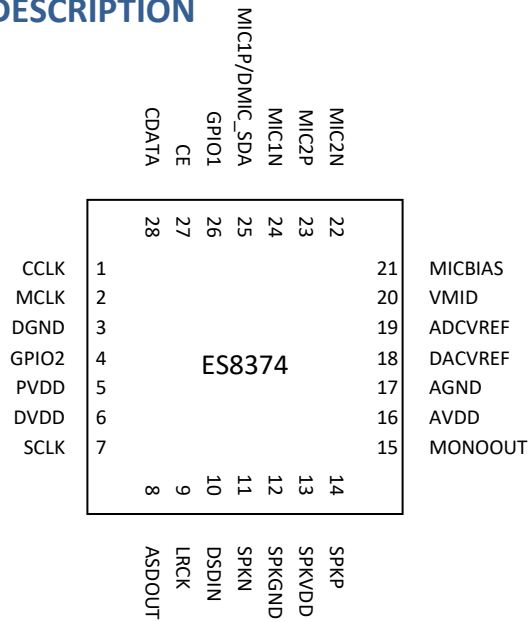 DESCRIPTION
CDATA CE GPIO1 MIC1P/DMIC_SDA MIC1N MIC2P MIC2N
28 27 26 25 24 23 22
CCLK 1 21 MICBIAS
MCLK 2 20 VMID
DGND 3 19 ADCVREF
GPIO2 4 ES8374 18 DACVREF
PVDD 5 17 AGND
DVDD 6 16 AVDD
SCLK 7 15 MONOOUT
8 9 10 11 12 13 14
ASDOUT LRCK DSDIN SPKN SPKGND SPKVDD SPKP